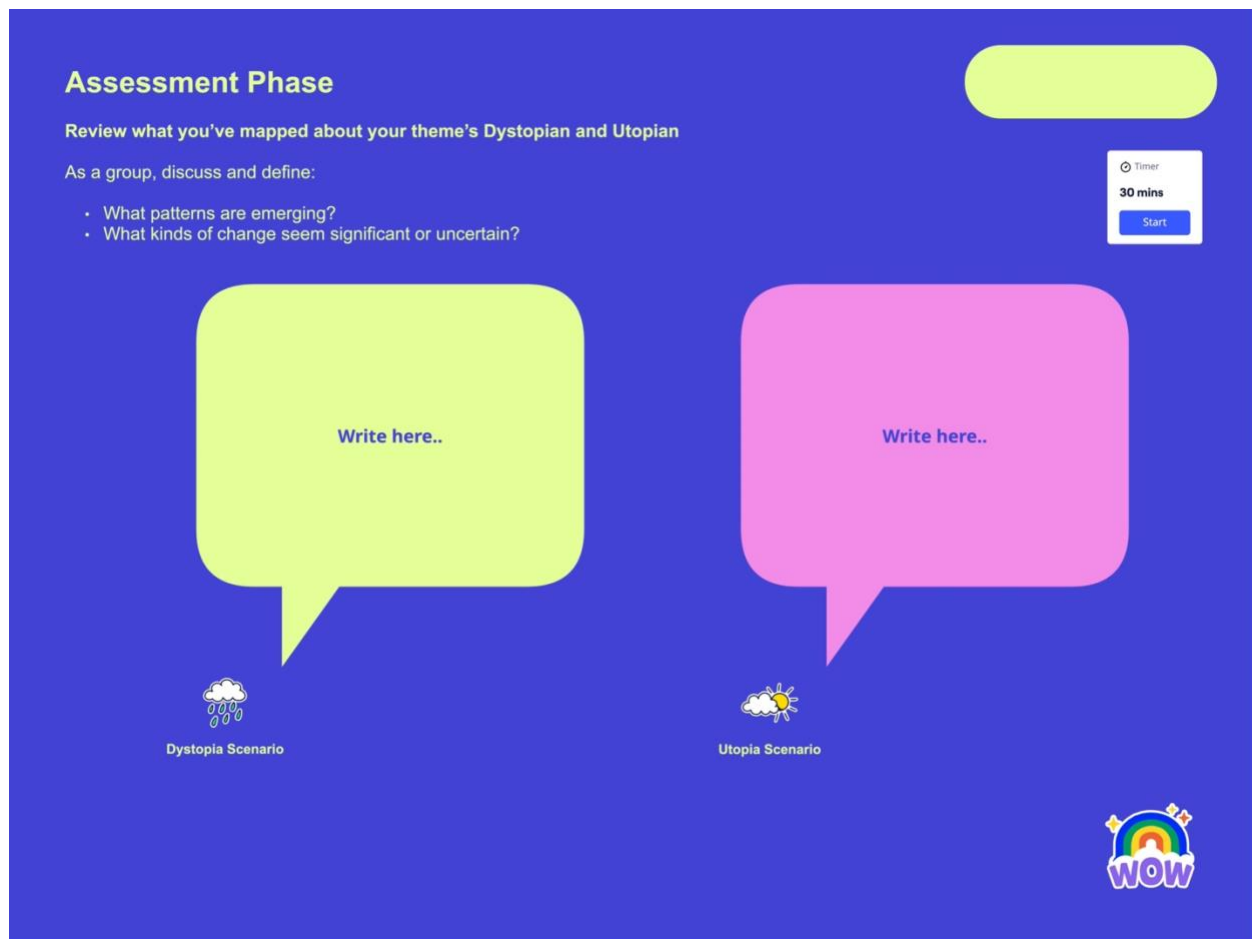 Assessment Phase
Review what you’ve mapped about your theme’s Dystopian and Utopian
As a group, discuss and define:
• What patterns are emerging?
• What kinds of change seem significant or uncertain?
Timer
30 mins
Start
Write here..
Write here..
Dystopia Scenario
Utopia Scenario
WOW